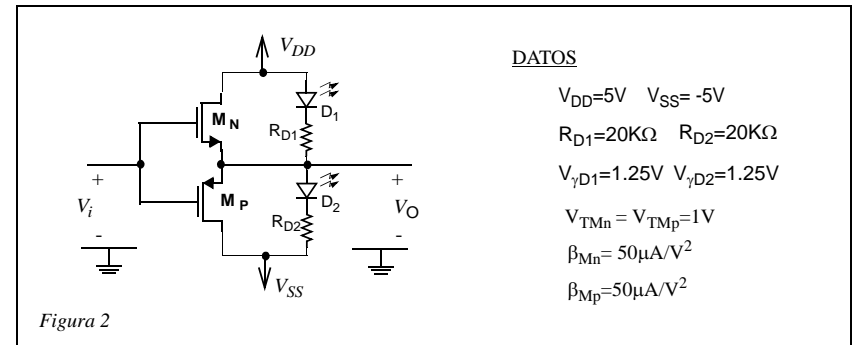 V_DD
DATOS
V_DD=5V V_SS= -5V
M_N
D_1
R_D1
R_D1=20KΩ R_D2=20KΩ
V_γD1=1.25V V_γD2=1.25V
+
+
M_P
D_2
V_i
V_O
R_D2
V_TMn = V_TMp=1V
-
-
β_Mn= 50μA/V²
V_SS
β_Mp=50μA/V²
Figura 2